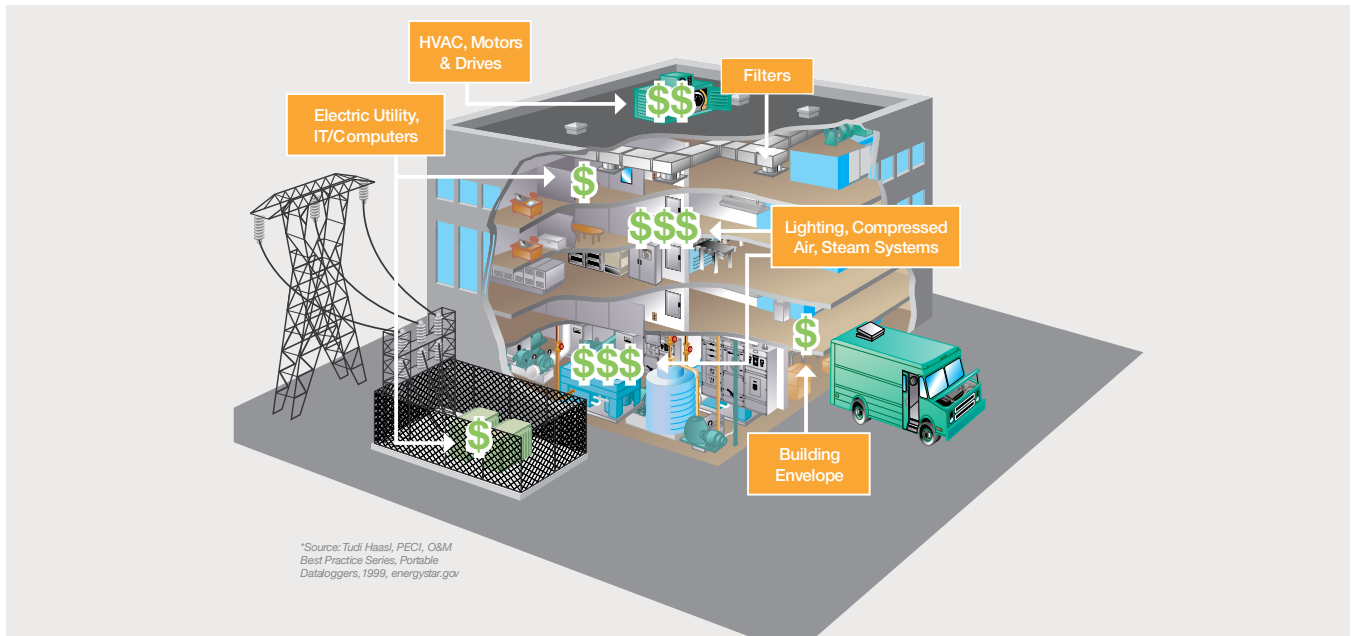 HVAC, Motors
& Drives
Filters
Electric Utility,
IT/Computers
$$
$
$$$
Lighting, Compressed
Air, Steam Systems
$
$$$
$
Building
Envelope
*Source: Tudi Haasl, PECI, O&M
Best Practice Series, Portable
Dataloggers, 1999, energystar.gov